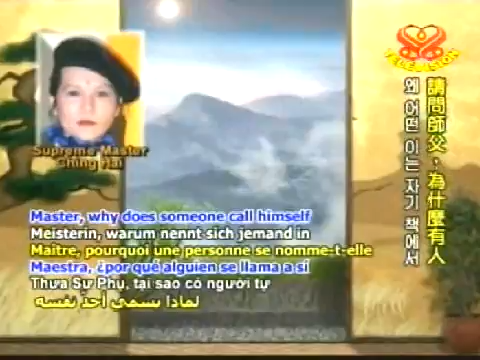 TELEVISION
請問師父，為什麼有人
왜 어떤 이는 자기 책에서
Supreme Master
Ching Hai
Master, why does someone call himself
Meisterin, warum nennt sich jemand in
Maître, pourquoi une personne se nomme-t-elle
Maestra, ¿por qué alguien se llama a sí
Thưa Sư Phụ, tại sao có người tự
لماذا يسمي أحد نفسه